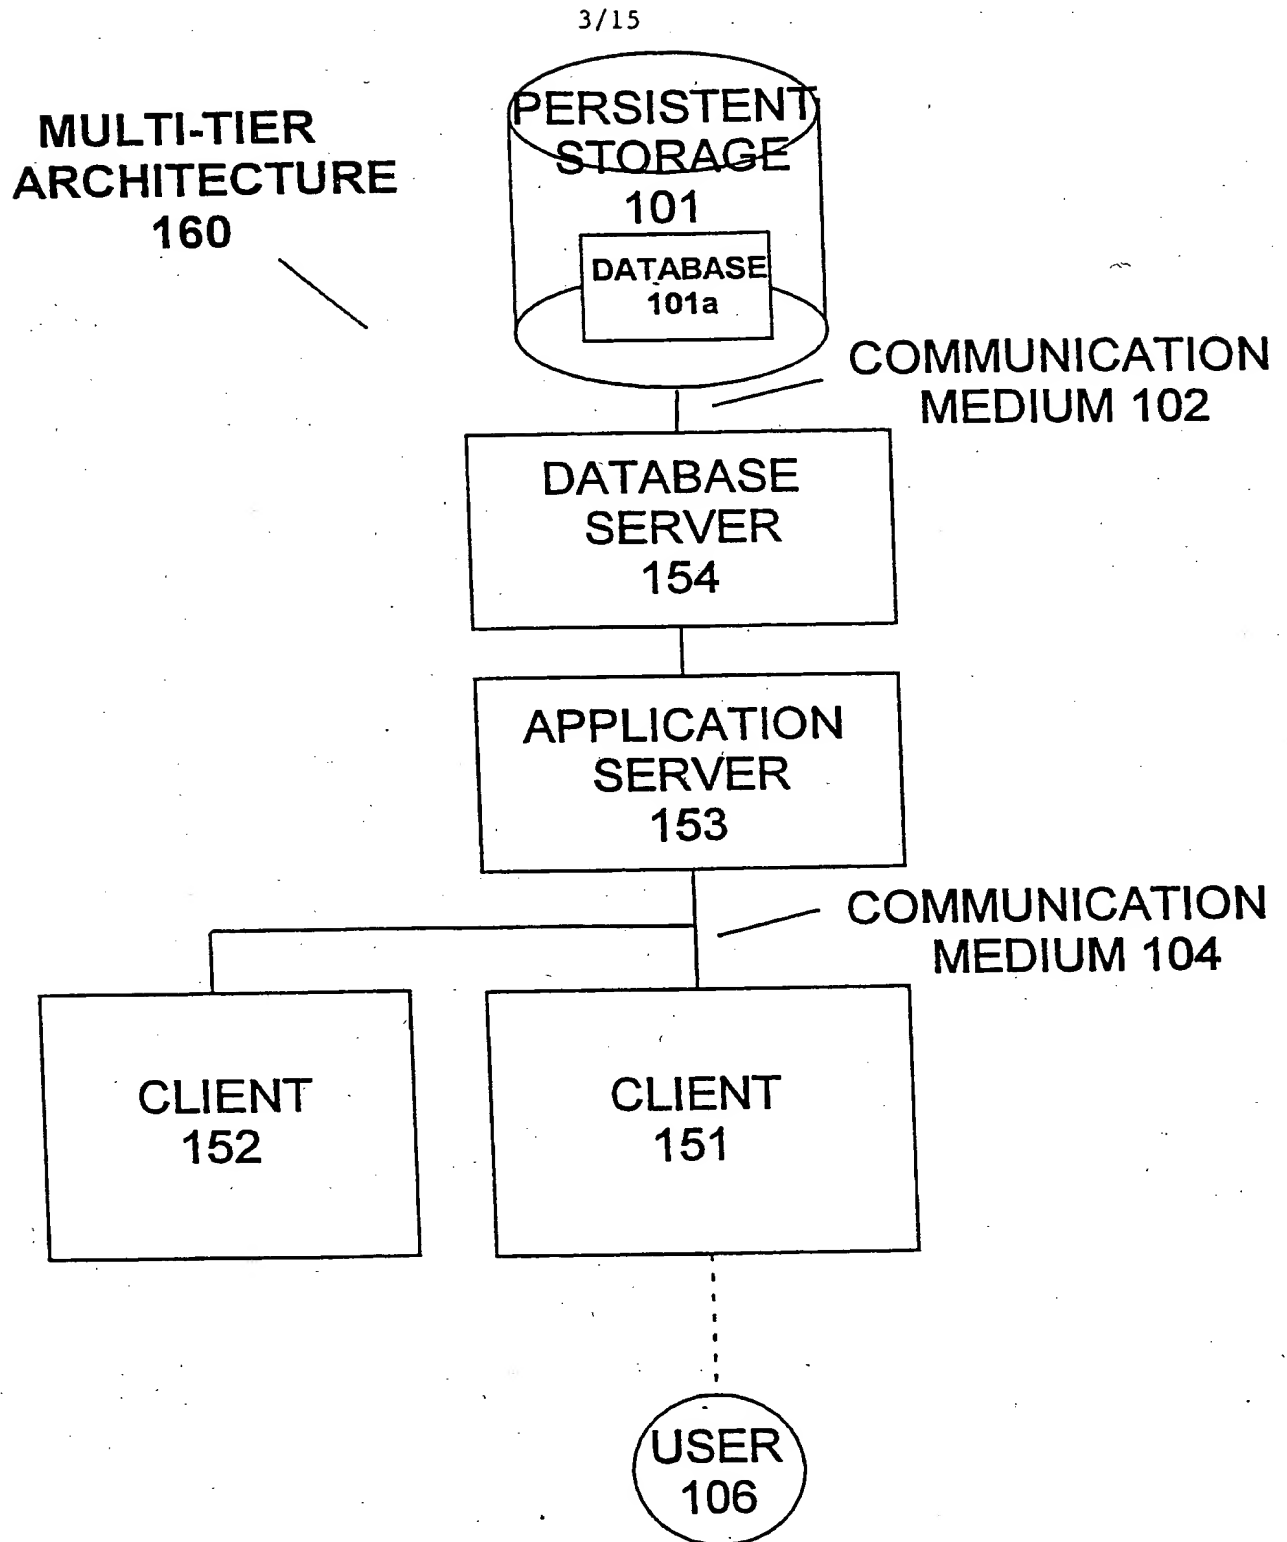 3/15
MULTI-TIER
ARCHITECTURE
160
PERSISTENT
STORAGE
101
DATABASE
101a
COMMUNICATION
MEDIUM 102
DATABASE
SERVER
154
APPLICATION
SERVER
153
COMMUNICATION
MEDIUM 104
CLIENT
152
CLIENT
151
USER
106